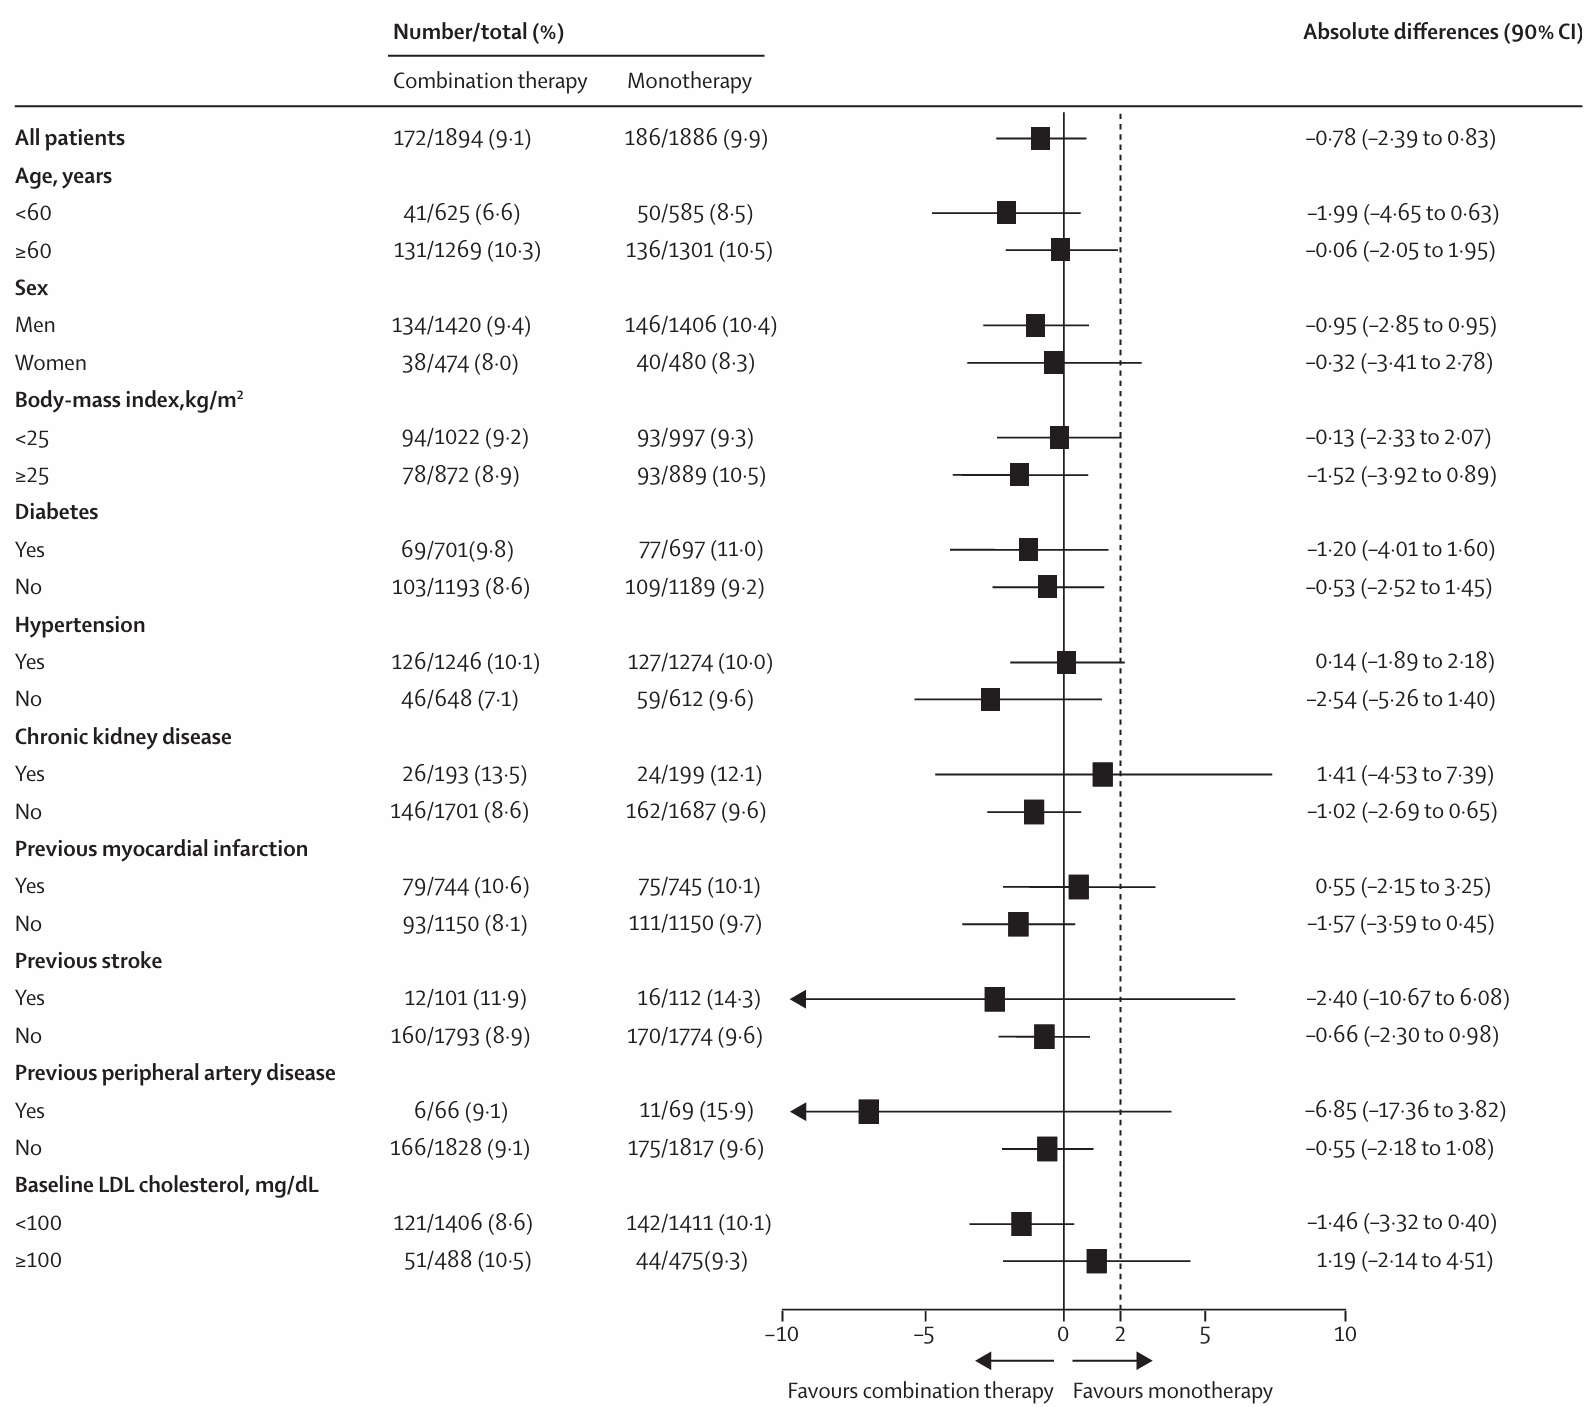 Number/total (%) Absolute differences (90% CI)
Combination therapy Monotherapy
All patients 172/1894 (9·1) 186/1886 (9·9) –0·78 (–2·39 to 0·83)
Age, years
<60 41/625 (6·6) 50/585 (8·5) –1·99 (–4·65 to 0·63)
≥60 131/1269 (10·3) 136/1301 (10·5) –0·06 (–2·05 to 1·95)
Sex
Men 134/1420 (9·4) 146/1406 (10·4) –0·95 (–2·85 to 0·95)
Women 38/474 (8·0) 40/480 (8·3) –0·32 (–3·41 to 2·78)
Body-mass index,kg/m²
<25 94/1022 (9·2) 93/997 (9·3) –0·13 (–2·33 to 2·07)
≥25 78/872 (8·9) 93/889 (10·5) –1·52 (–3·92 to 0·89)
Diabetes
Yes 69/701(9·8) 77/697 (11·0) –1·20 (–4·01 to 1·60)
No 103/1193 (8·6) 109/1189 (9·2) –0·53 (–2·52 to 1·45)
Hypertension
Yes 126/1246 (10·1) 127/1274 (10·0) 0·14 (–1·89 to 2·18)
No 46/648 (7·1) 59/612 (9·6) –2·54 (–5·26 to 1·40)
Chronic kidney disease
Yes 26/193 (13·5) 24/199 (12·1) 1·41 (–4·53 to 7·39)
No 146/1701 (8·6) 162/1687 (9·6) –1·02 (–2·69 to 0·65)
Previous myocardial infarction
Yes 79/744 (10·6) 75/745 (10·1) 0·55 (–2·15 to 3·25)
No 93/1150 (8·1) 111/1150 (9·7) –1·57 (–3·59 to 0·45)
Previous stroke
Yes 12/101 (11·9) 16/112 (14·3) –2·40 (–10·67 to 6·08)
No 160/1793 (8·9) 170/1774 (9·6) –0·66 (–2·30 to 0·98)
Previous peripheral artery disease
Yes 6/66 (9·1) 11/69 (15·9) –6·85 (–17·36 to 3·82)
No 166/1828 (9·1) 175/1817 (9·6) –0·55 (–2·18 to 1·08)
Baseline LDL cholesterol, mg/dL
<100 121/1406 (8·6) 142/1411 (10·1) –1·46 (–3·32 to 0·40)
≥100 51/488 (10·5) 44/475(9·3) 1·19 (–2·14 to 4·51)
–10 –5 0 2 5 10
Favours combination therapy Favours monotherapy